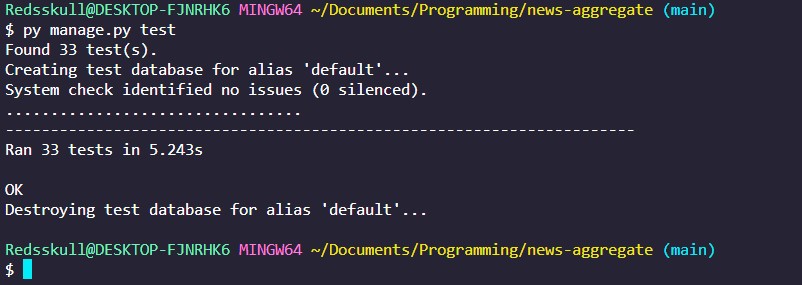 Redsskull@DESKTOP-FJNRHK6 MINGW64 ~/Documents/Programming/news-aggregate (main)
$ py manage.py test
Found 33 test(s).
Creating test database for alias 'default'...
System check identified no issues (0 silenced).
.................................
----------------------------------------------------------------------
Ran 33 tests in 5.243s
OK
Destroying test database for alias 'default'...
Redsskull@DESKTOP-FJNRHK6 MINGW64 ~/Documents/Programming/news-aggregate (main)
$